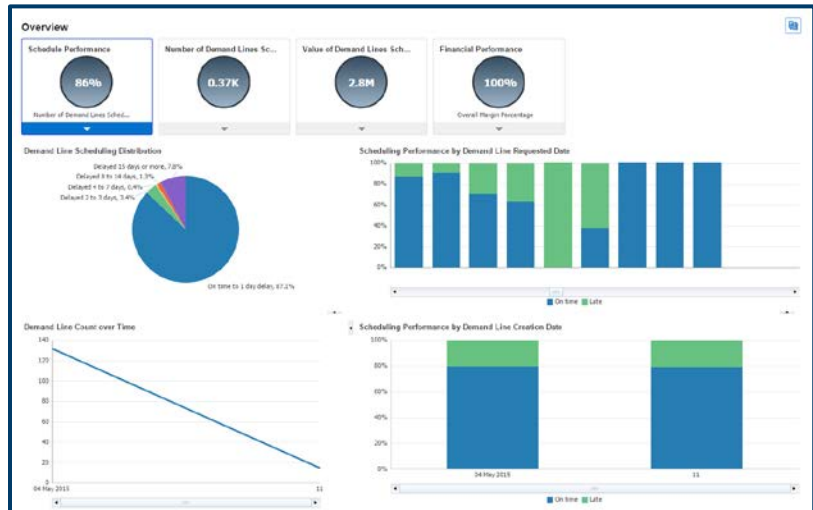 Overview
Schedule Performance
86%
Number of Demand Lines Sched...
Number of Demand Lines Sc...
0.37K
Value of Demand Lines Sch...
2.8M
Financial Performance
100%
Overall Margin Percentage
Demand Line Scheduling Distribution
Delayed 15 days or more, 7.8%
Delayed 8 to 14 days, 1.3%
Delayed 4 to 7 days, 0.4%
Delayed 2 to 3 days, 3.4%
On time to 1 day delay, 87.2%
Scheduling Performance by Demand Line Requested Date
100%
80%
60%
40%
20%
0%
On time
Late
Demand Line Count over Time
140
120
100
80
60
40
20
0
04 May 2015
11
Scheduling Performance by Demand Line Creation Date
100%
80%
60%
40%
20%
0%
04 May 2015
11
On time
Late